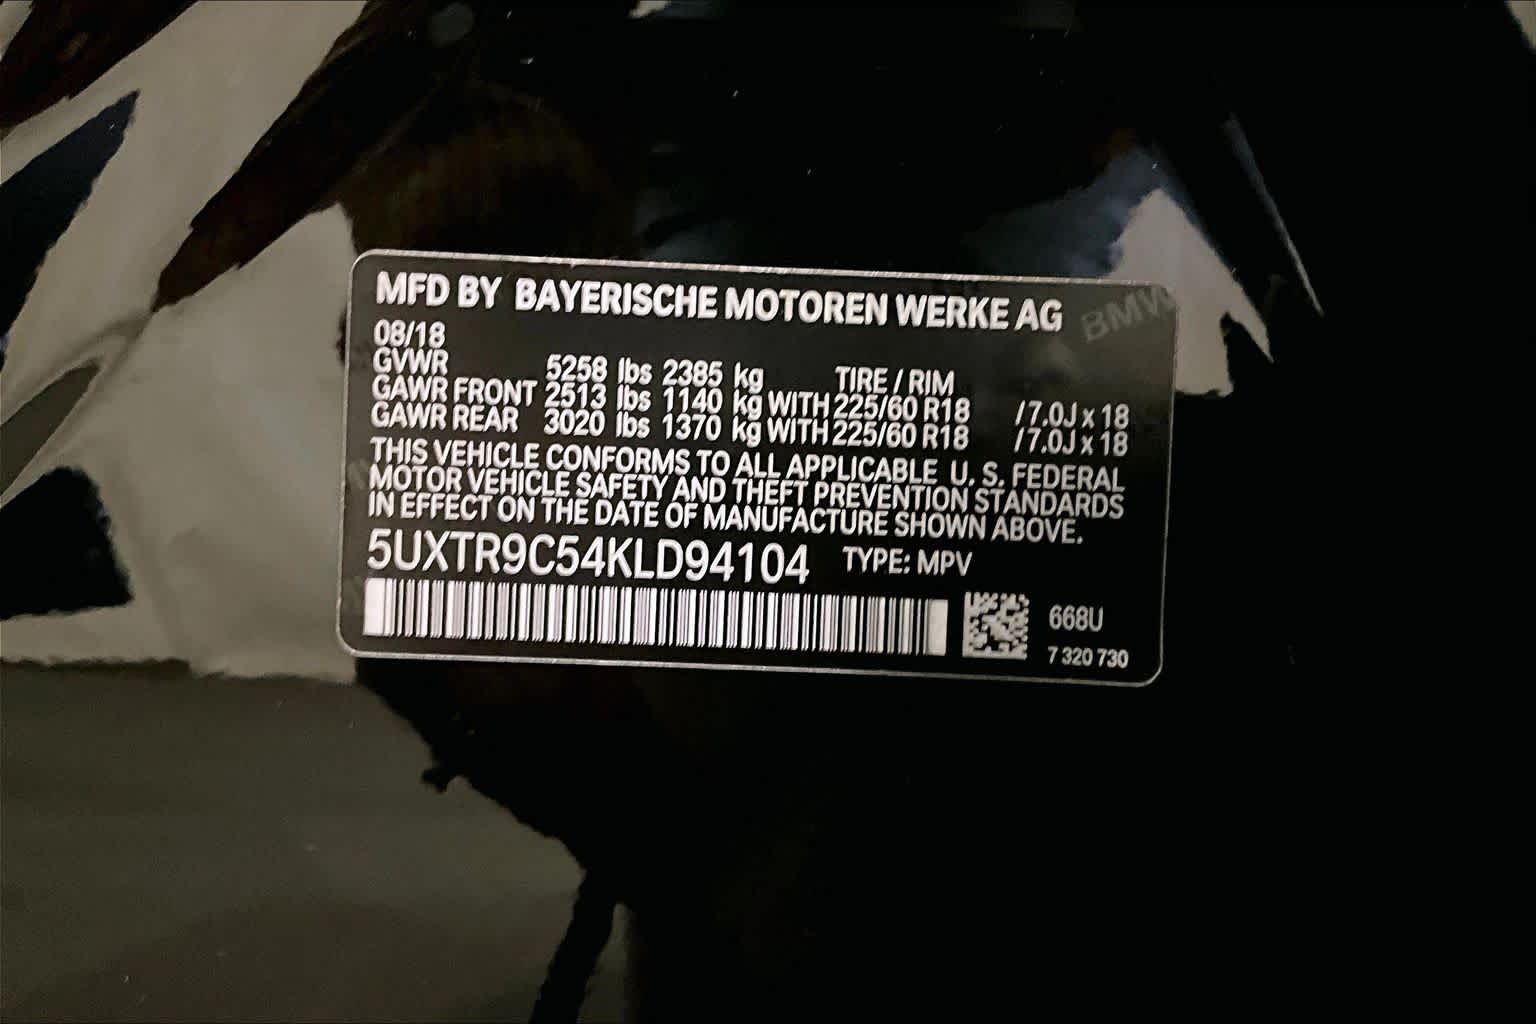 MFD BY BAYERISCHE MOTOREN WERKE AG
BMW
08/18
GVWR 5258 lbs 2385 kg TIRE / RIM
GAWR FRONT 2513 lbs 1140 kg WITH 225/60 R18 /7.0J x 18
GAWR REAR 3020 lbs 1370 kg WITH 225/60 R18 /7.0J x 18
THIS VEHICLE CONFORMS TO ALL APPLICABLE U. S. FEDERAL
MOTOR VEHICLE SAFETY AND THEFT PREVENTION STANDARDS
IN EFFECT ON THE DATE OF MANUFACTURE SHOWN ABOVE.
5UXTR9C54KLD94104 TYPE: MPV
668U
7 320 730